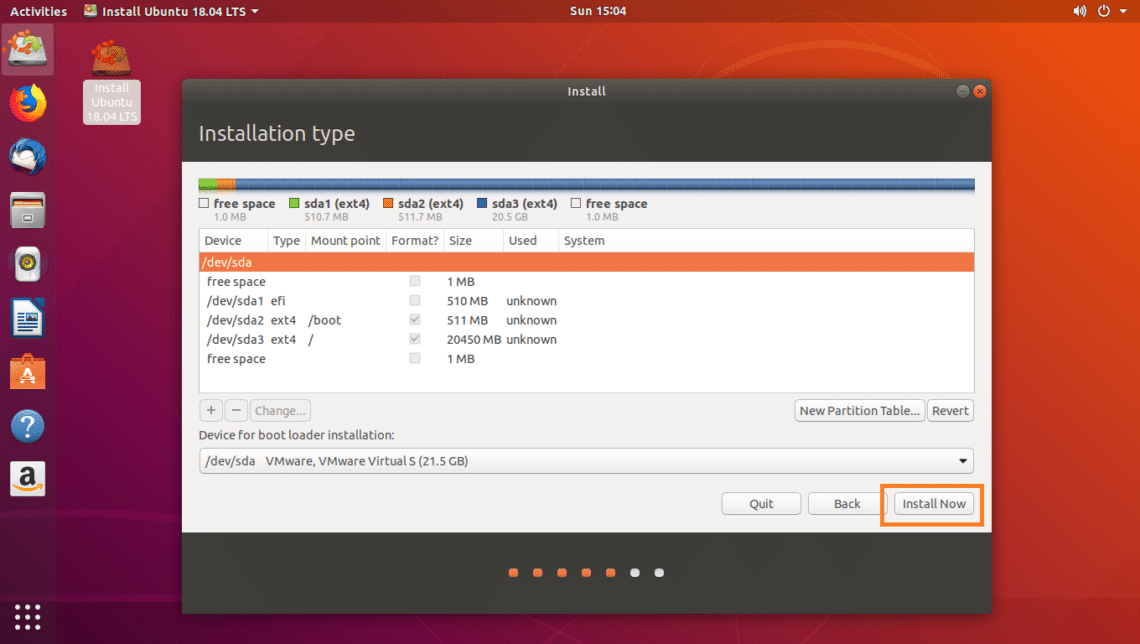 Activities Install Ubuntu 18.04 LTS Sun 15:04
Install
Ubuntu
18.04 LTS
Install
Installation type
free space sda1 (ext4) sda2 (ext4) sda3 (ext4) free space
1.0 MB 510.7 MB 511.7 MB 20.5 GB 1.0 MB
Device Type Mount point Format? Size Used System
/dev/sda
free space 1 MB
/dev/sda1 efi 510 MB unknown
/dev/sda2 ext4 /boot 511 MB unknown
/dev/sda3 ext4 / 20450 MB unknown
free space 1 MB
+ − Change... New Partition Table... Revert
Device for boot loader installation:
/dev/sda VMware, VMware Virtual S (21.5 GB)
Quit Back Install Now